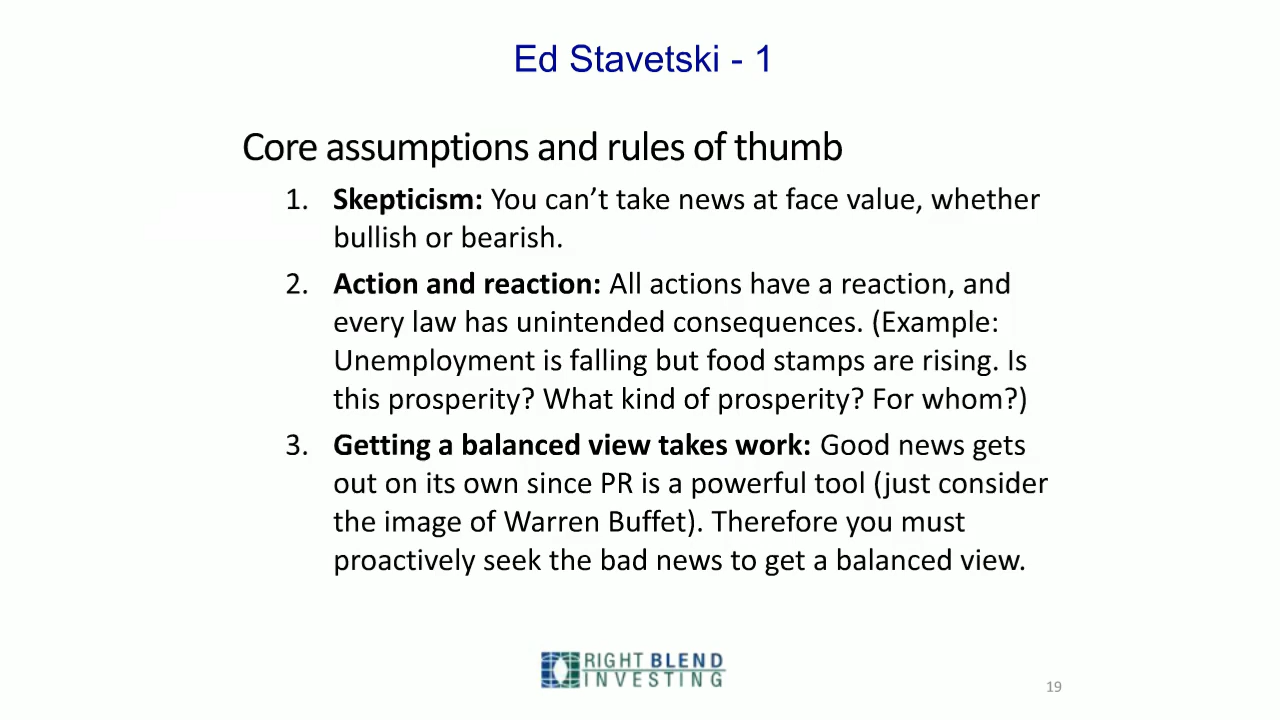 Ed Stavetski - 1
Core assumptions and rules of thumb
1. Skepticism: You can’t take news at face value, whether
bullish or bearish.
2. Action and reaction: All actions have a reaction, and
every law has unintended consequences. (Example:
Unemployment is falling but food stamps are rising. Is
this prosperity? What kind of prosperity? For whom?)
3. Getting a balanced view takes work: Good news gets
out on its own since PR is a powerful tool (just consider
the image of Warren Buffet). Therefore you must
proactively seek the bad news to get a balanced view.
RIGHT BLEND
INVESTING
19